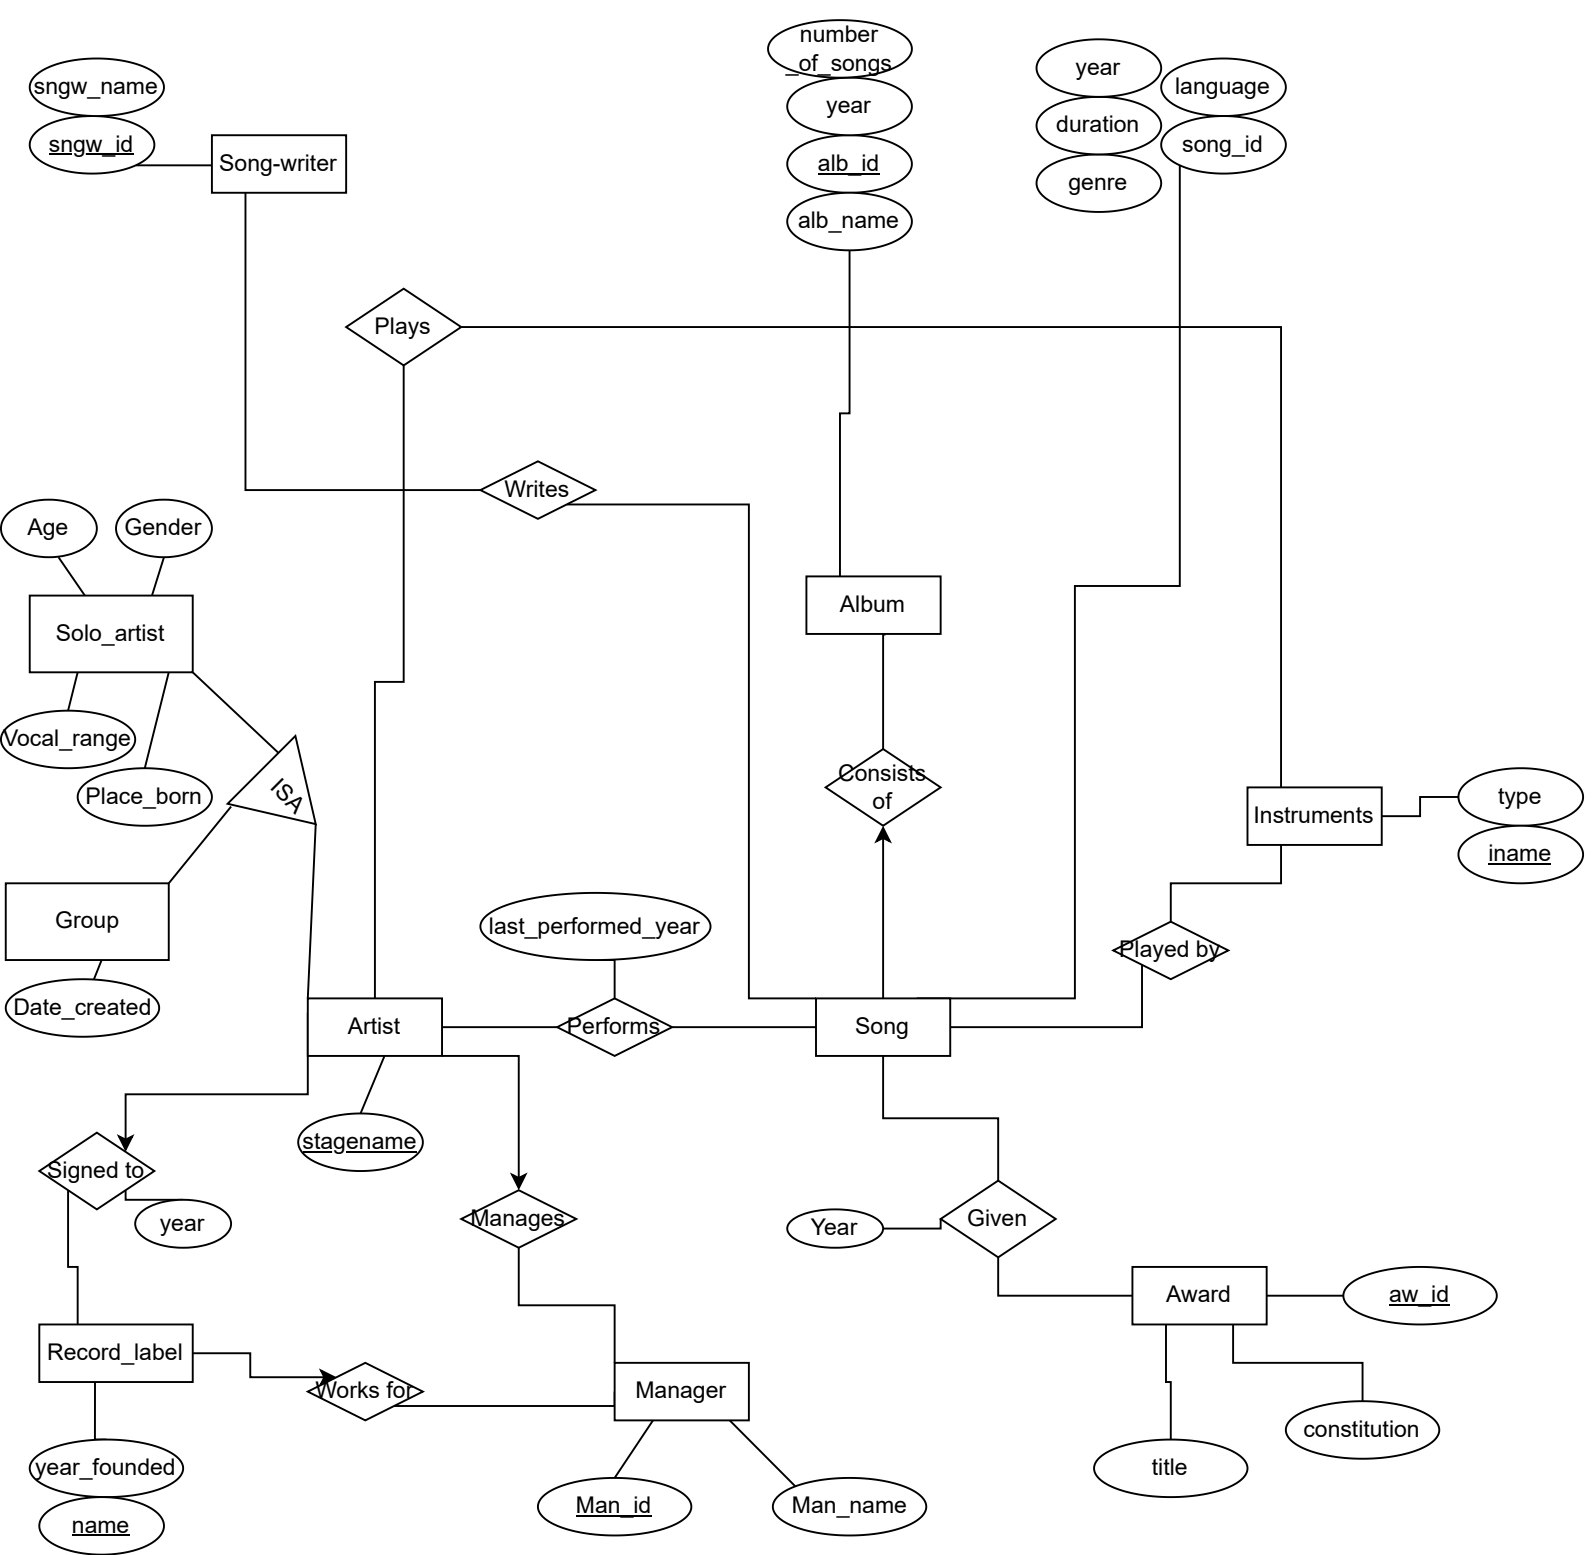 number
_of_songs
year
language
sngw_name
year
duration
sngw_id
song_id
Song-writer
alb_id
genre
alb_name
Plays
Writes
Age
Gender
Album
Solo_artist
Vocal_range
Consists
of
Place_born
ISA
type
Instruments
iname
Group
last_performed_year
Played by
Date_created
Artist
Performs
Song
stagename
Signed to
year
Manages
Year
Given
Award
aw_id
Record_label
Works for
Manager
constitution
year_founded
title
Man_id
Man_name
name